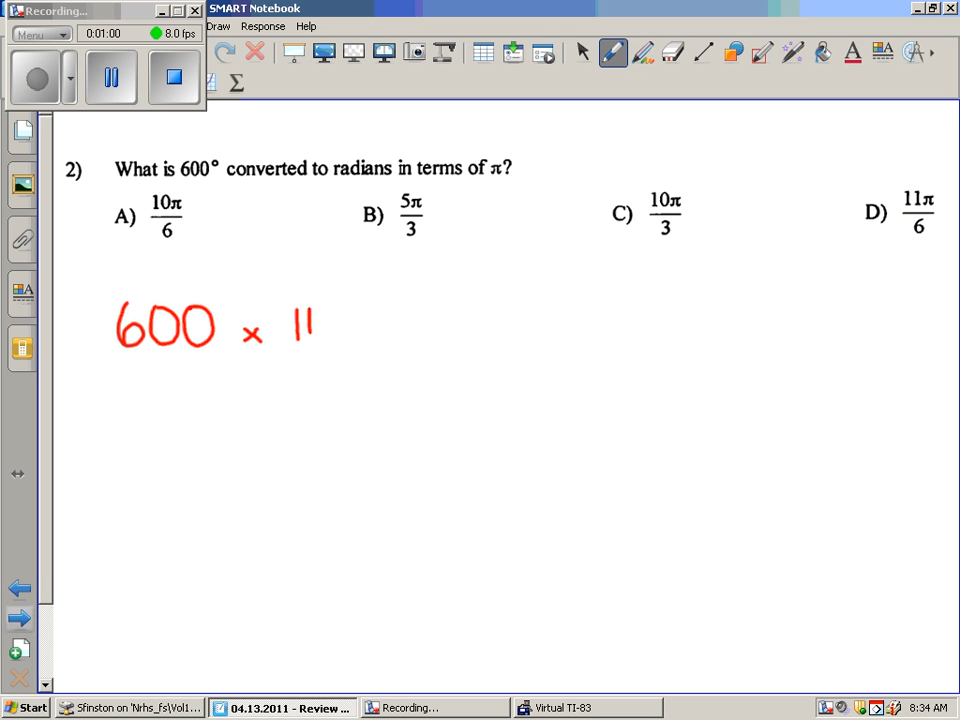 Recording...
SMART Notebook
Menu
0:01:00
8.0 fps
Draw Response Help
2) What is 600° converted to radians in terms of π?
A) 10π/6 B) 5π/3 C) 10π/3 D) 11π/6
600 ×
Start
Sfinston on 'Nrhs_fs\Vol1...
04.13.2011 - Review ...
Recording...
Virtual TI-83
8:34 AM